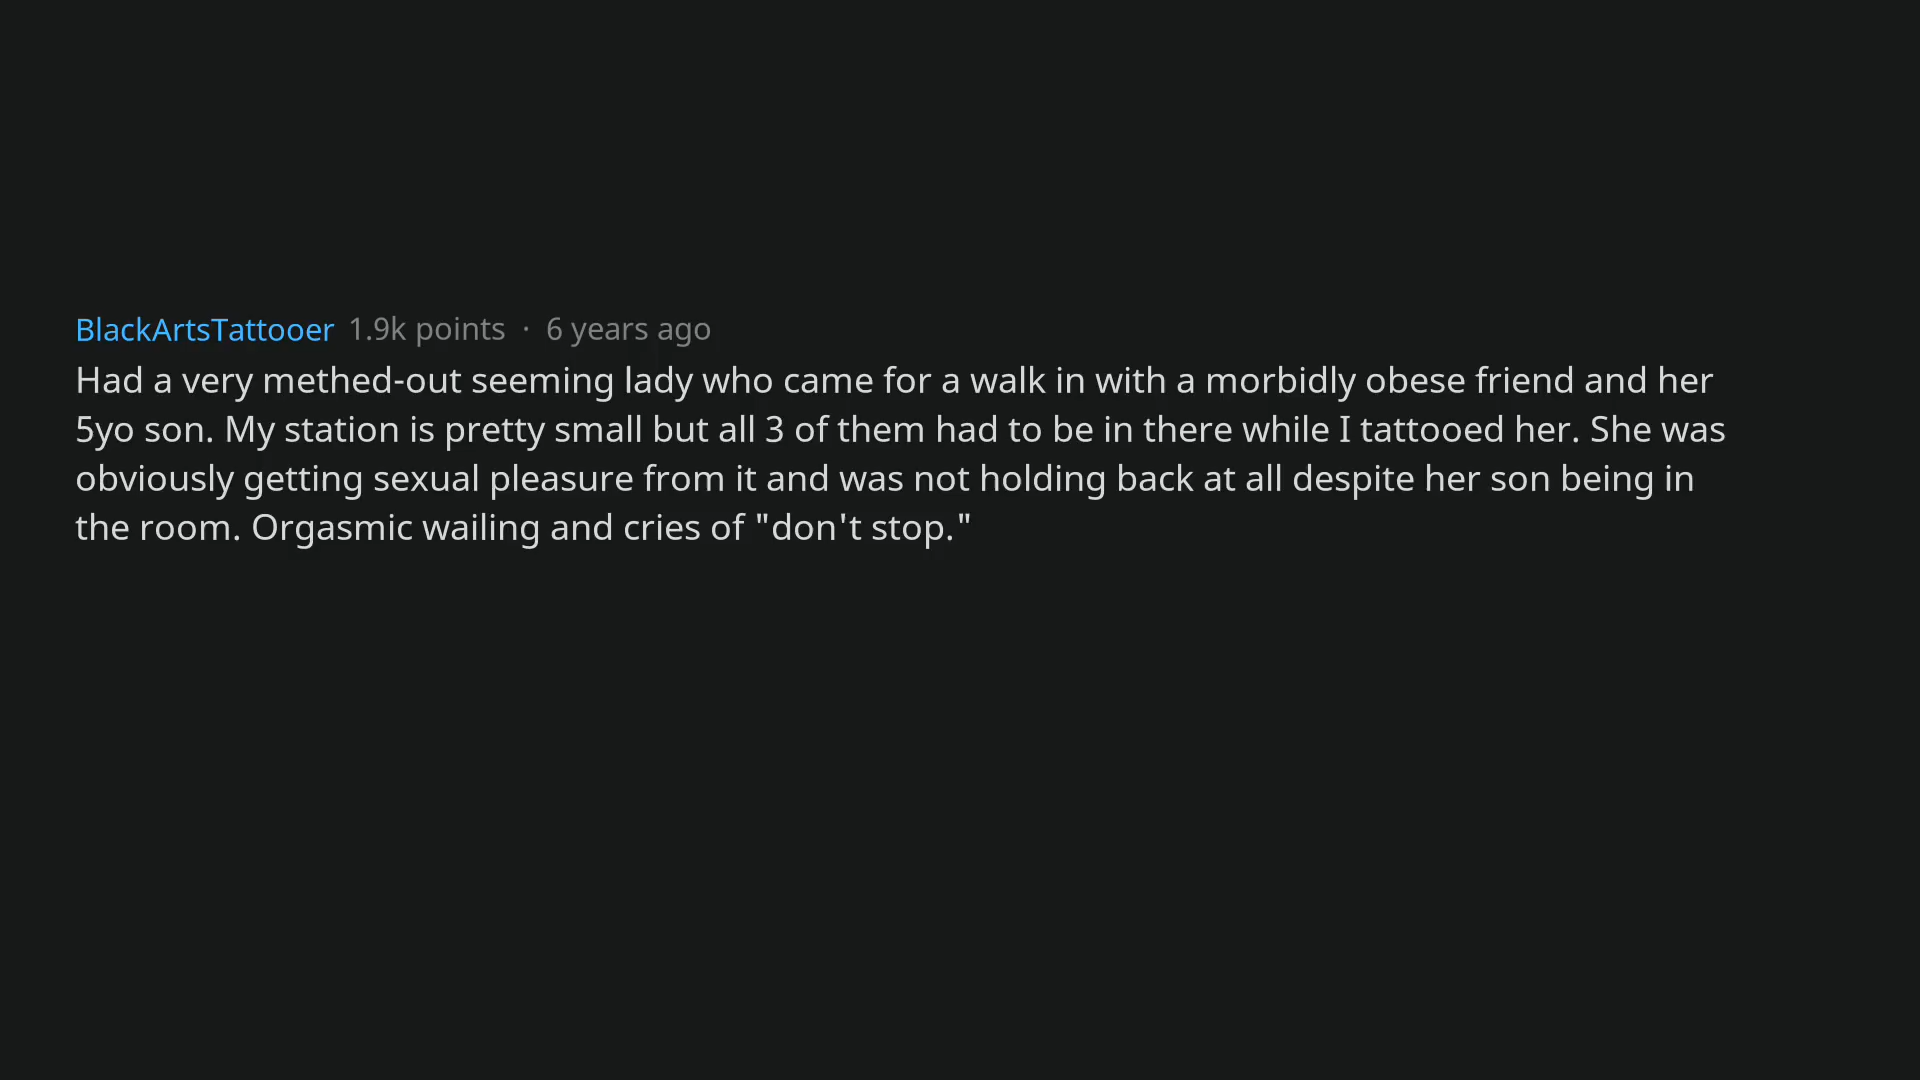 BlackArtsTattooer 1.9k points · 6 years ago
Had a very methed-out seeming lady who came for a walk in with a morbidly obese friend and her
5yo son. My station is pretty small but all 3 of them had to be in there while I tattooed her. She was
obviously getting sexual pleasure from it and was not holding back at all despite her son being in
the room. Orgasmic wailing and cries of "don't stop."